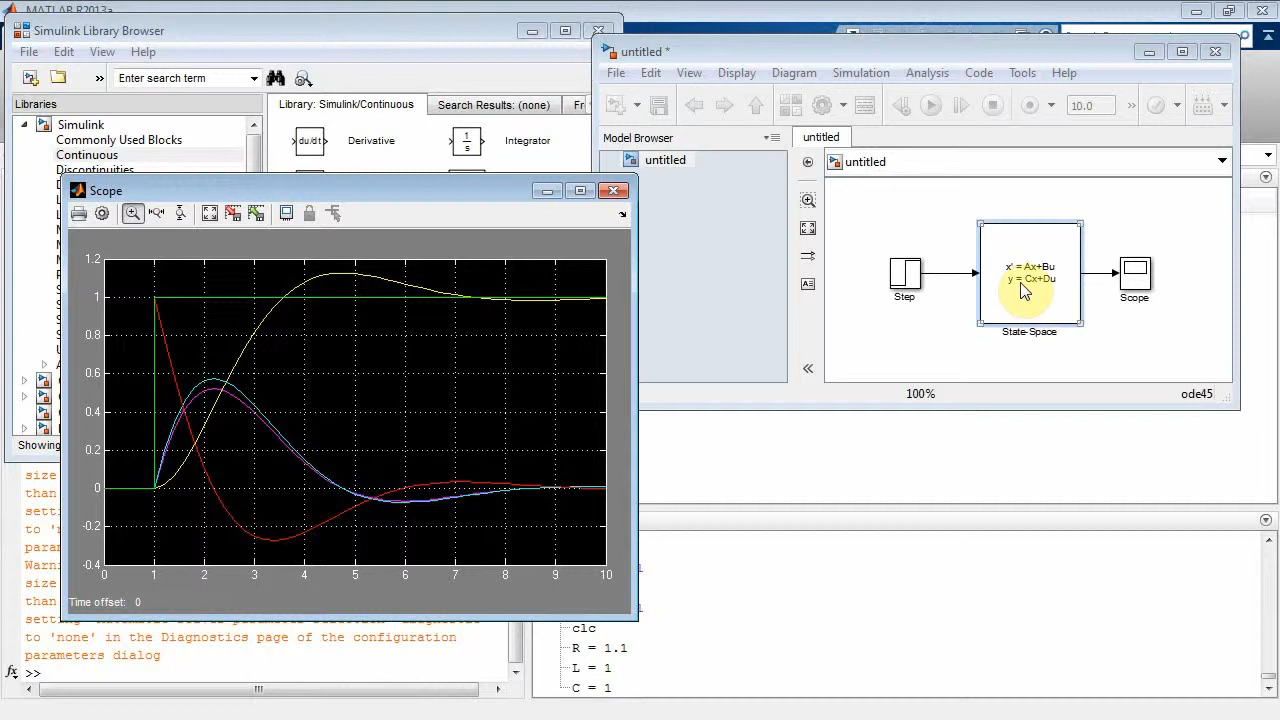 MATLAB R2013a
Simulink Library Browser
File Edit View Help
Enter search term
Libraries
Library: Simulink/Continuous
Search Results: (none)
Fr
Simulink
Commonly Used Blocks
Continuous
Discontinuities
du/dt
Derivative
1
s
Integrator
Showing
untitled *
File Edit View Display Diagram Simulation Analysis Code Tools Help
10.0
»
Model Browser
untitled
untitled
untitled
x' = Ax+Bu
y = Cx+Du
Step
State-Space
Scope
100%
ode45
Scope
1.2
1
0.8
0.6
0.4
0.2
0
-0.2
-0.4
0 1 2 3 4 5 6 7 8 9 10
Time offset: 0
size
than
setting
to 'n
param
Warni
size
than
to 'none' in the Diagnostics page of the configuration
parameters dialog
>>
clc
R = 1.1
L = 1
C = 1